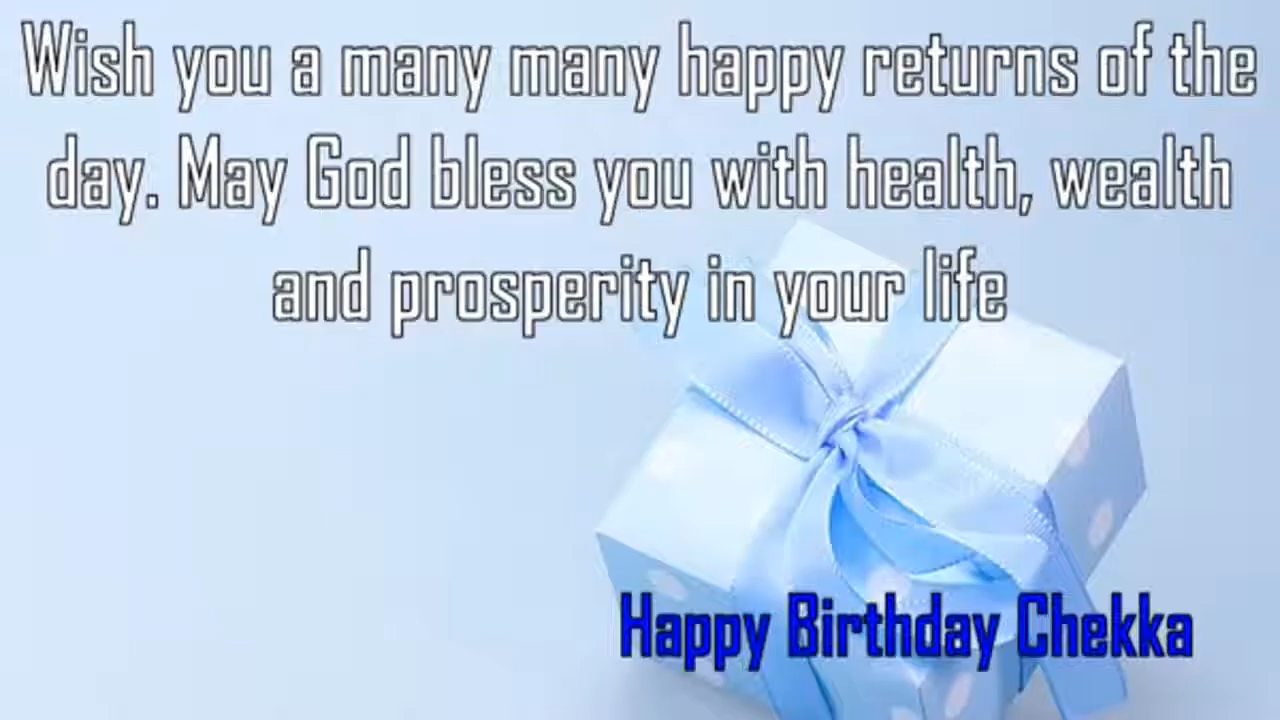 Wish you a many many happy returns of the
day. May God bless you with health, wealth
and prosperity in your life
Happy Birthday Chekka